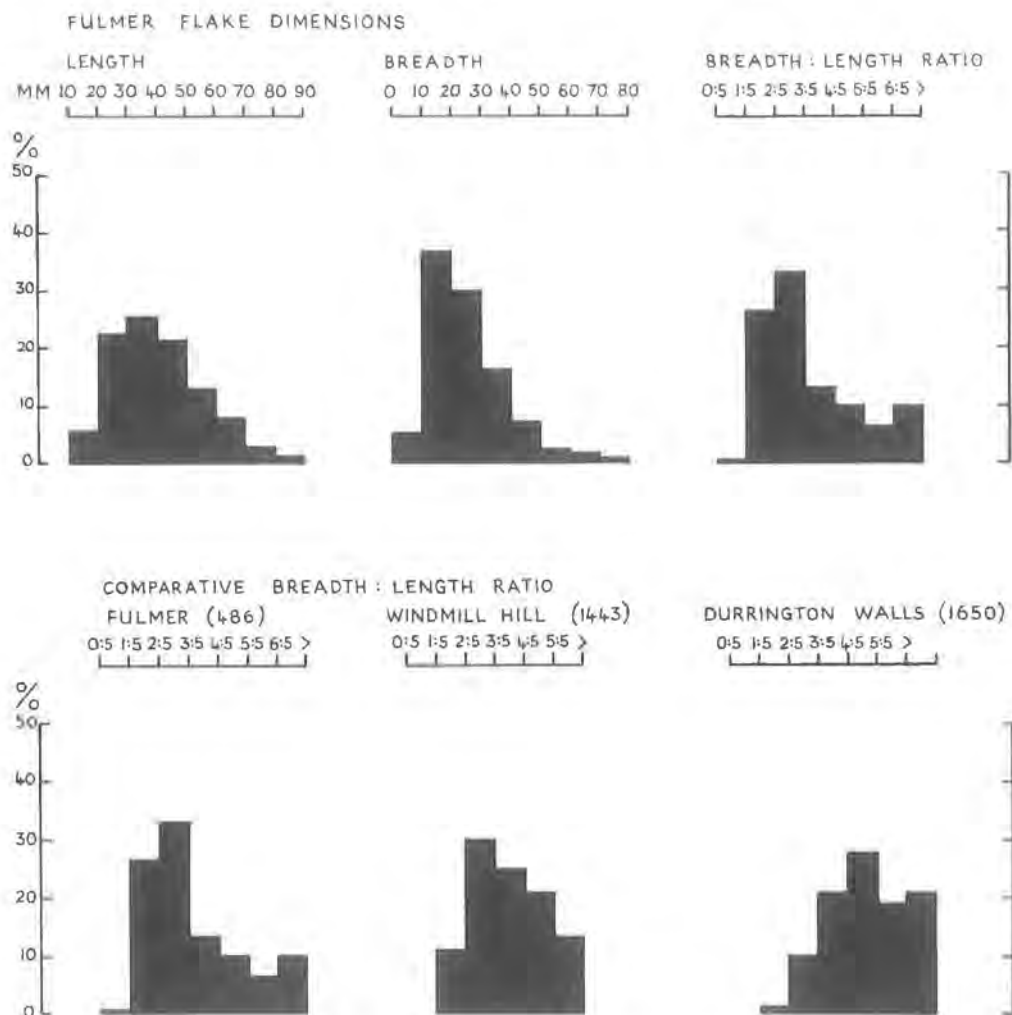 FULMER FLAKE DIMENSIONS
LENGTH
BREADTH
BREADTH : LENGTH RATIO
MM 10 20 30 40 50 60 70 80 90
0 10 20 30 40 50 60 70 80
0:5 1:5 2:5 3:5 4:5 5:5 6:5 >
%
50
40
30
20
10
0
COMPARATIVE BREADTH : LENGTH RATIO
FULMER (486)
WINDMILL HILL (1443)
DURRINGTON WALLS (1650)
0:5 1:5 2:5 3:5 4:5 5:5 6:5 >
0:5 1:5 2:5 3:5 4:5 5:5 >
0:5 1:5 2:5 3:5 4:5 5:5 >
%
50
40
30
20
10
0